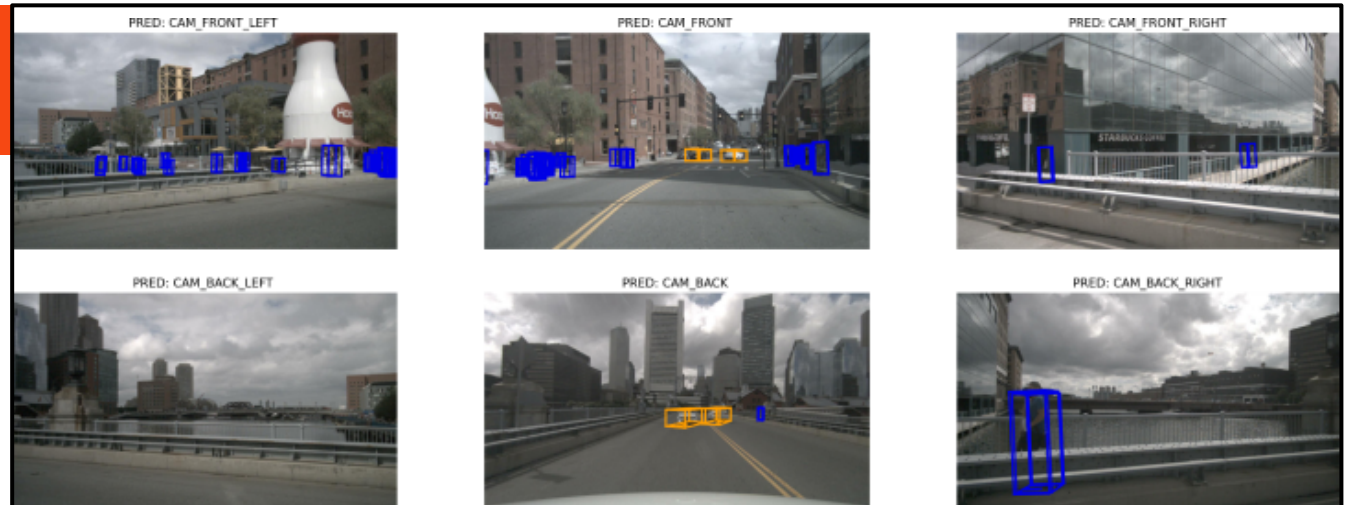 PRED: CAM_FRONT_LEFT
PRED: CAM_FRONT
PRED: CAM_FRONT_RIGHT
STARBUCKS COFFEE
PRED: CAM_BACK_LEFT
PRED: CAM_BACK
PRED: CAM_BACK_RIGHT